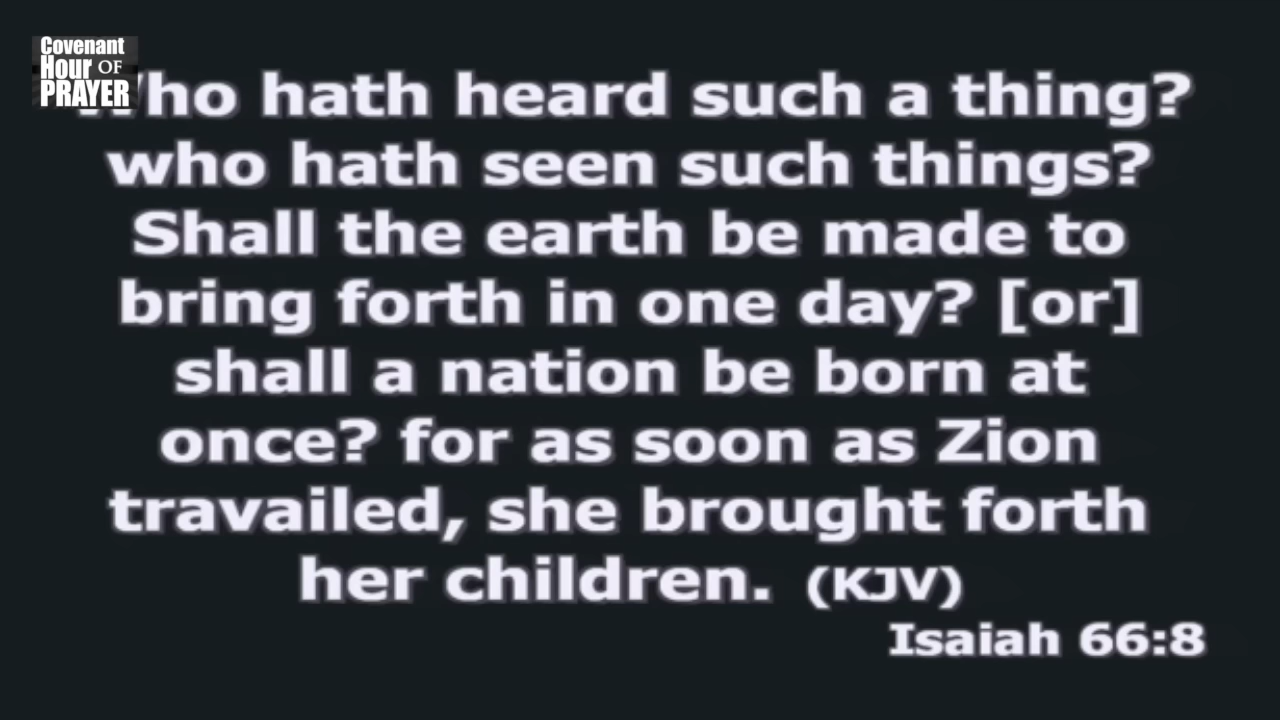 Covenant
Hour OF
PRAYER
Who hath heard such a thing?
who hath seen such things?
Shall the earth be made to
bring forth in one day? [or]
shall a nation be born at
once? for as soon as Zion
travailed, she brought forth
her children. (KJV)
Isaiah 66:8